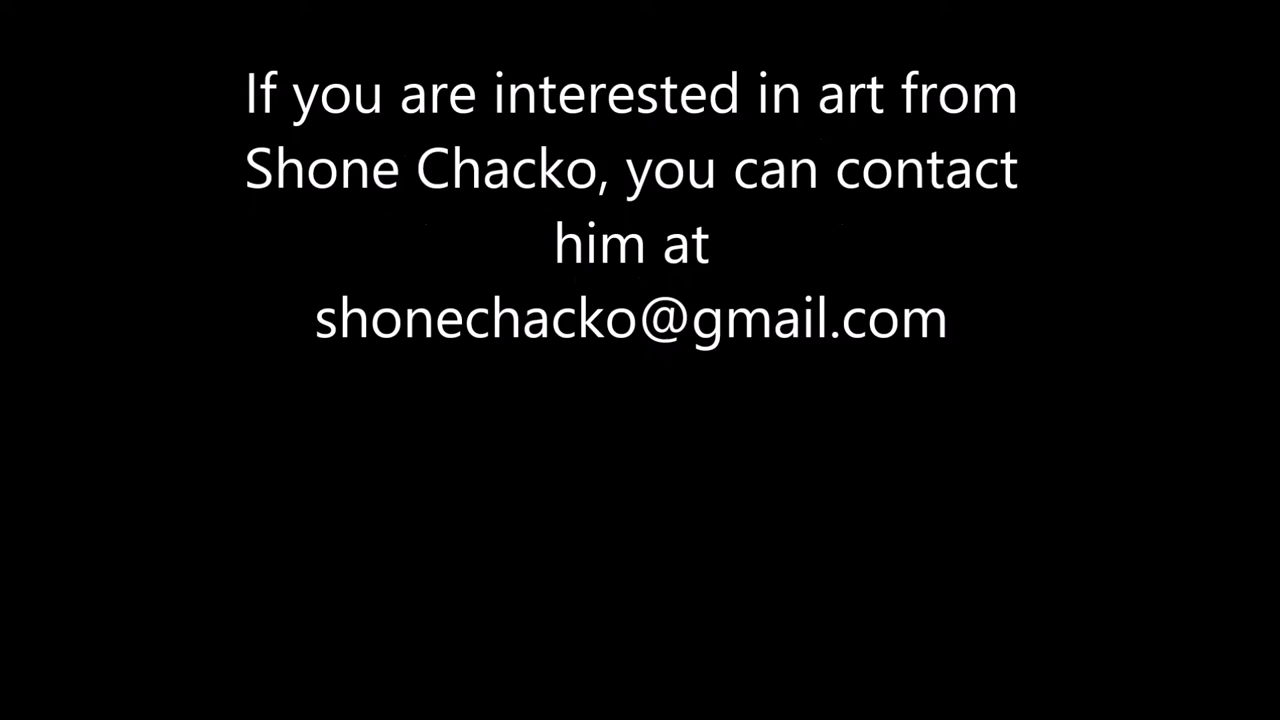 If you are interested in art from
Shone Chacko, you can contact
him at
shonechacko@gmail.com